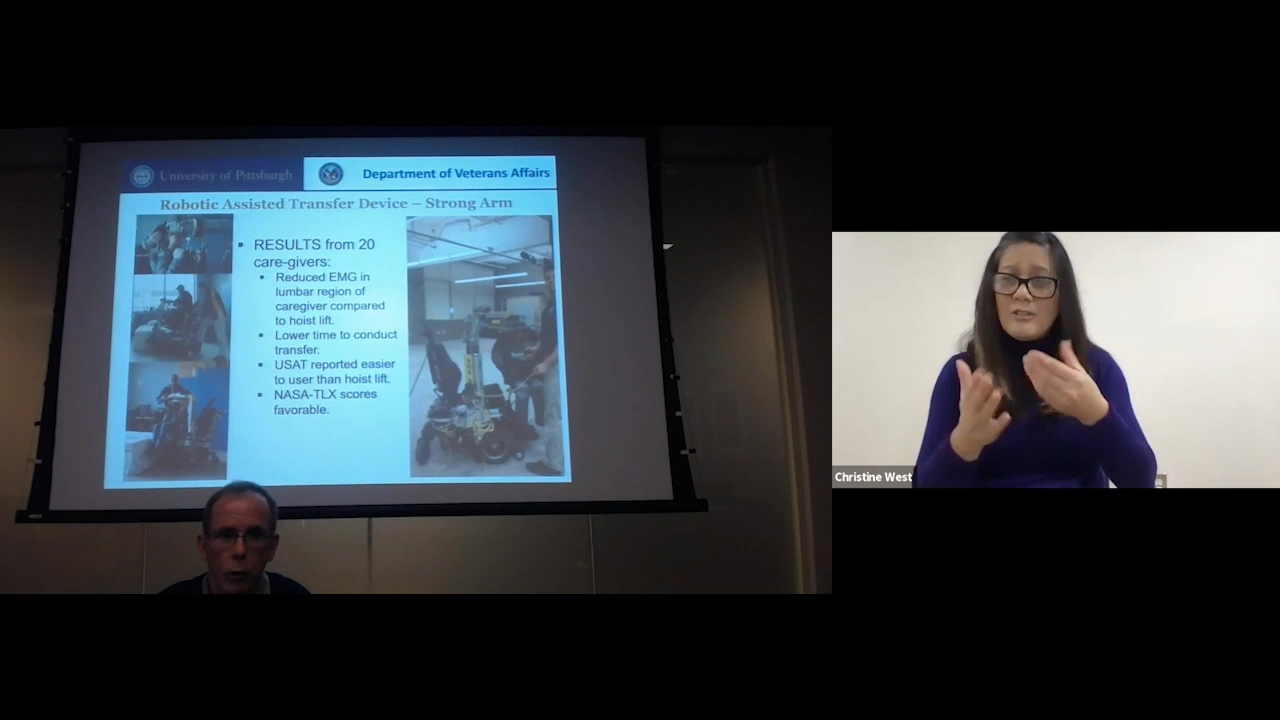 University of Pittsburgh
Department of Veterans Affairs
Robotic Assisted Transfer Device – Strong Arm
▪ RESULTS from 20
care-givers:
▪ Reduced EMG in
lumbar region of
caregiver compared
to hoist lift.
▪ Lower time to conduct
transfer.
▪ USAT reported easier
to user than hoist lift.
▪ NASA-TLX scores
favorable.
Christine West